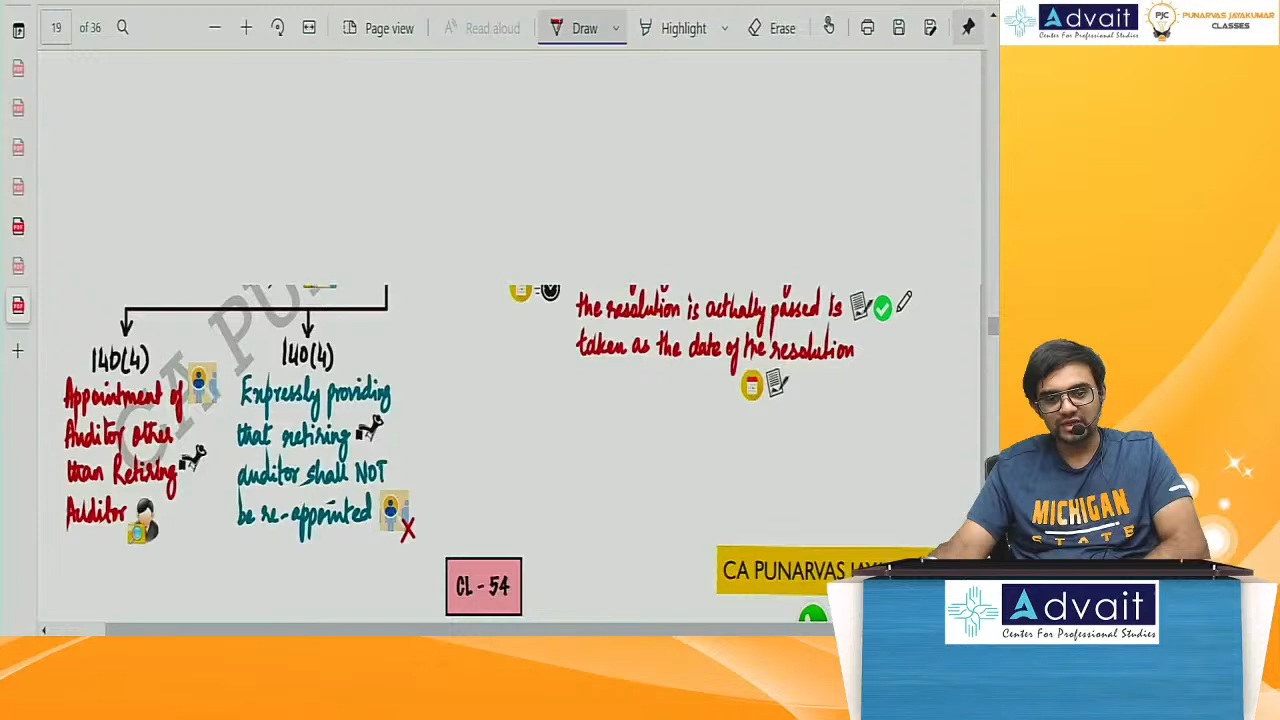 19 of 36 Page view Read aloud Draw Highlight Erase
Advait
Center For Professional Studies
PJC
PUNARVAS JAYAKUMAR
CLASSES
the resolution is actually passed is
taken as the date of the resolution
140(4)
Appointment of
Auditor other
than Retiring
Auditor
140(4)
Expressly providing
that retiring
auditor shall NOT
be re-appointed
CL - 54
CA PUNARVAS
MICHIGAN
STATE
Advait
Center For Professional Studies